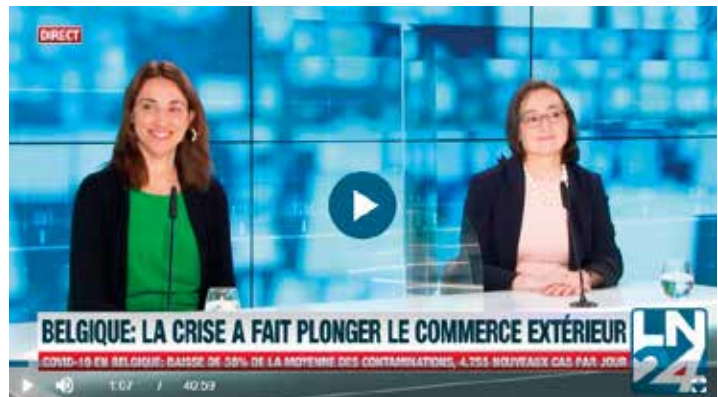 DIRECT
BELGIQUE: LA CRISE A FAIT PLONGER LE COMMERCE EXTÉRIEUR
COVID-19 EN BELGIQUE: BAISSE DE 38% DE LA MOYENNE DES CONTAMINATIONS, 4.755 NOUVEAUX CAS PAR JOUR
LN
24
1:07 / 40:59